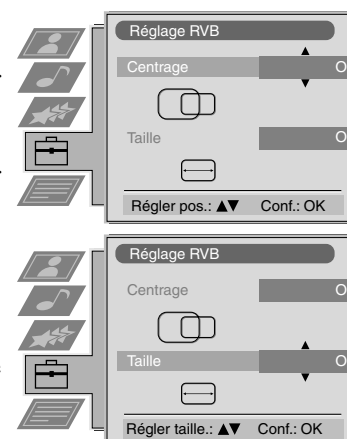 Réglage RVB
Centrage O
Taille O
Régler pos.: ▲▼ Conf.: OK
Réglage RVB
Centrage O
Taille O
Régler taille.: ▲▼ Conf.: OK